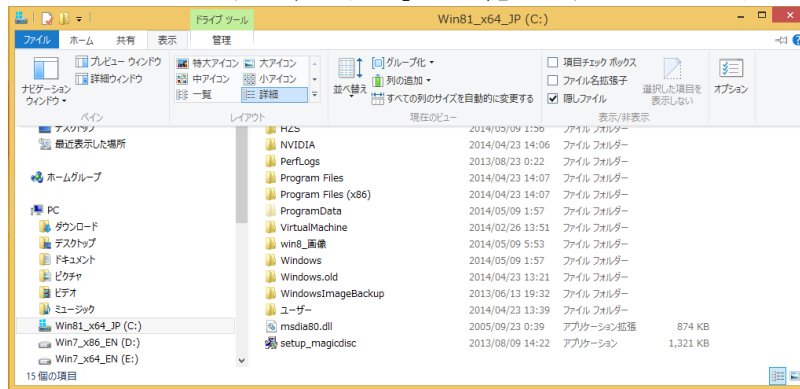 ドライブ ツール
Win81_x64_JP (C:)
ファイル ホーム 共有 表示 管理
ナビゲーション ウィンドウ
プレビュー ウィンドウ
詳細ウィンドウ
ペイン
特大アイコン 大アイコン
中アイコン 小アイコン
一覧 詳細
レイアウト
並べ替え
グループ化
列の追加
すべての列のサイズを自動的に変更する
現在のビュー
項目チェック ボックス
ファイル名拡張子
隠しファイル
選択した項目を
表示しない
表示/非表示
オプション
デスクトップ
最近表示した場所
ホームグループ
PC
ダウンロード
デスクトップ
ドキュメント
ピクチャ
ビデオ
ミュージック
Win81_x64_JP (C:)
Win7_x86_EN (D:)
Win7_x64_EN (E:)
HZS 2014/05/09 1:56 ファイル フォルダー
NVIDIA 2014/04/23 14:06 ファイル フォルダー
PerfLogs 2013/08/23 0:22 ファイル フォルダー
Program Files 2014/04/23 14:07 ファイル フォルダー
Program Files (x86) 2014/04/23 14:07 ファイル フォルダー
ProgramData 2014/05/09 1:57 ファイル フォルダー
VirtualMachine 2014/02/26 13:51 ファイル フォルダー
win8_画像 2014/05/09 5:53 ファイル フォルダー
Windows 2014/05/09 1:57 ファイル フォルダー
Windows.old 2014/04/23 13:21 ファイル フォルダー
WindowsImageBackup 2013/06/13 19:32 ファイル フォルダー
ユーザー 2014/04/23 13:39 ファイル フォルダー
msdia80.dll 2005/09/23 0:39 アプリケーション拡張 874 KB
setup_magicdisc 2013/08/09 14:22 アプリケーション 1,321 KB
15 個の項目